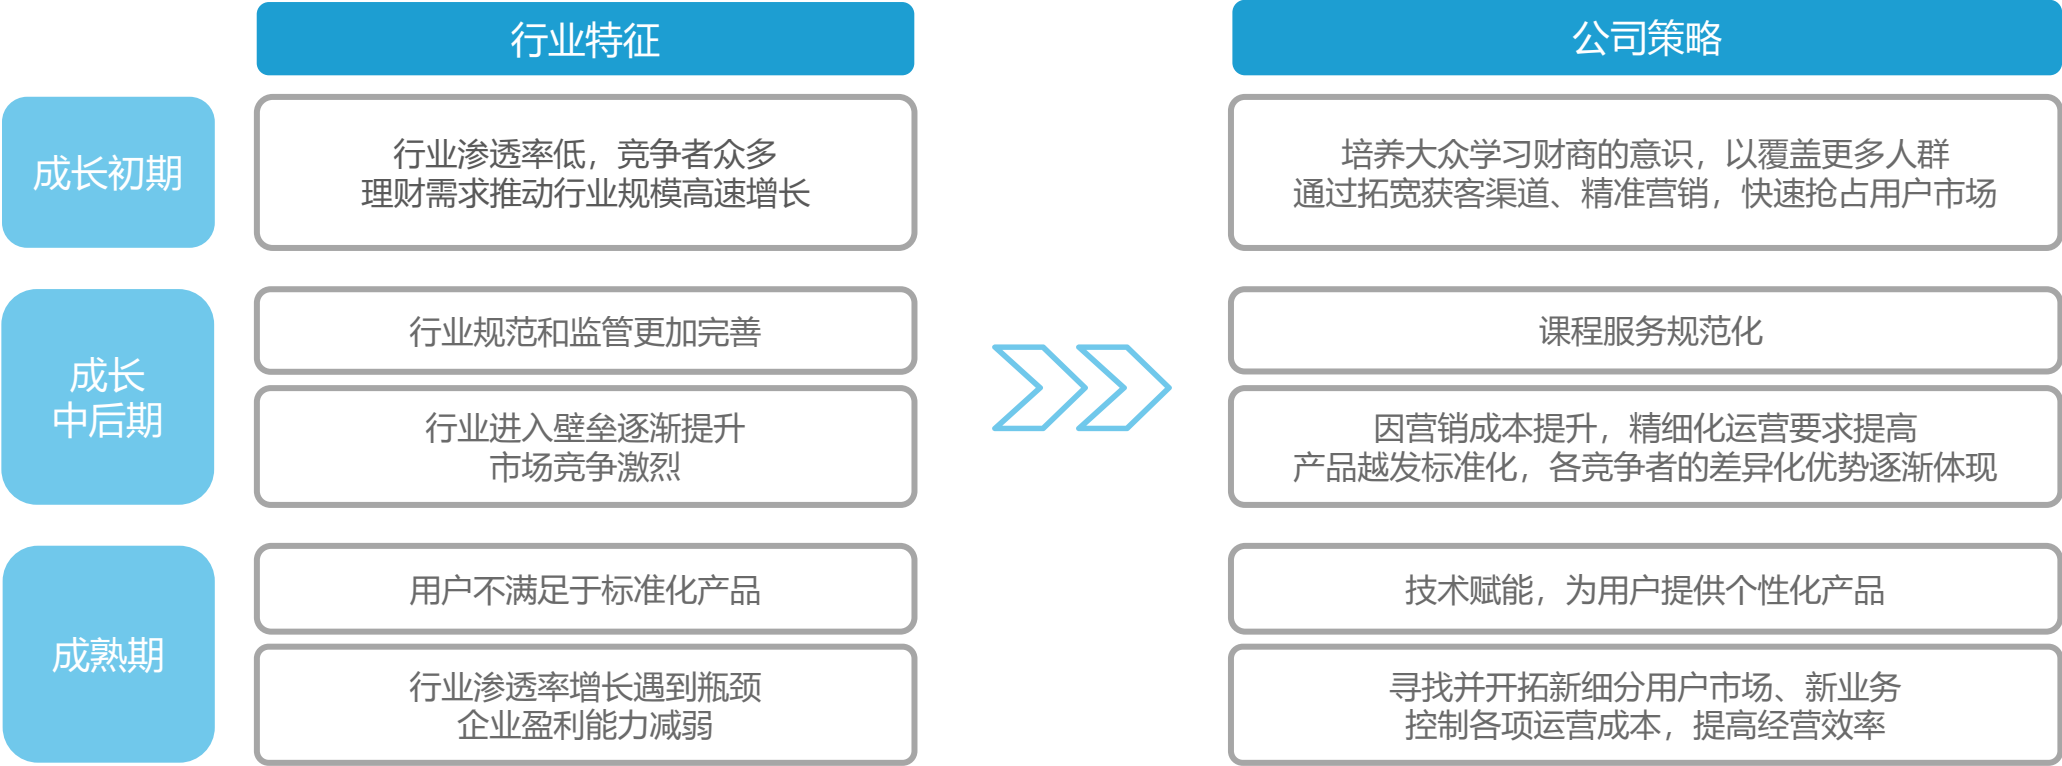 行业特征
公司策略
成长初期
行业渗透率低，竞争者众多
理财需求推动行业规模高速增长
培养大众学习财商的意识，以覆盖更多人群
通过拓宽获客渠道、精准营销，快速抢占用户市场
成长
中后期
行业规范和监管更加完善
课程服务规范化
行业进入壁垒逐渐提升
市场竞争激烈
因营销成本提升，精细化运营要求提高
产品越发标准化，各竞争者的差异化优势逐渐体现
成熟期
用户不满足于标准化产品
技术赋能，为用户提供个性化产品
行业渗透率增长遇到瓶颈
企业盈利能力减弱
寻找并开拓新细分用户市场、新业务
控制各项运营成本，提高经营效率